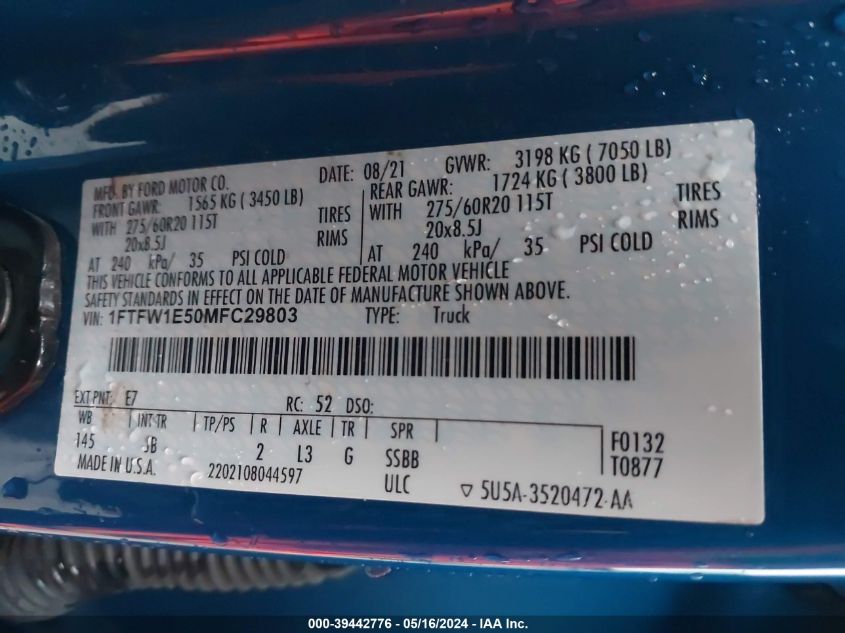 MFD. BY FORD MOTOR CO.
DATE: 08/21 GVWR: 3198 KG ( 7050 LB)
FRONT GAWR: 1565 KG ( 3450 LB) REAR GAWR: 1724 KG ( 3800 LB)
WITH 275/60R20 115T TIRES WITH 275/60R20 115T TIRES
20x8.5J RIMS 20x8.5J RIMS
AT 240 kPa/ 35 PSI COLD AT 240 kPa/ 35 PSI COLD
THIS VEHICLE CONFORMS TO ALL APPLICABLE FEDERAL MOTOR VEHICLE
SAFETY STANDARDS IN EFFECT ON THE DATE OF MANUFACTURE SHOWN ABOVE.
VIN: 1FTFW1E50MFC29803 TYPE: Truck
EXT PNT: E7 RC: 52 DSO:
WB INT TR TP/PS R AXLE TR SPR
145 SB 2 L3 G SSBB F0132
MADE IN U.S.A. 2202108044597 ULC T0877
▽ 5U5A-3520472-AA
000-39442776 - 05/16/2024 - IAA Inc.